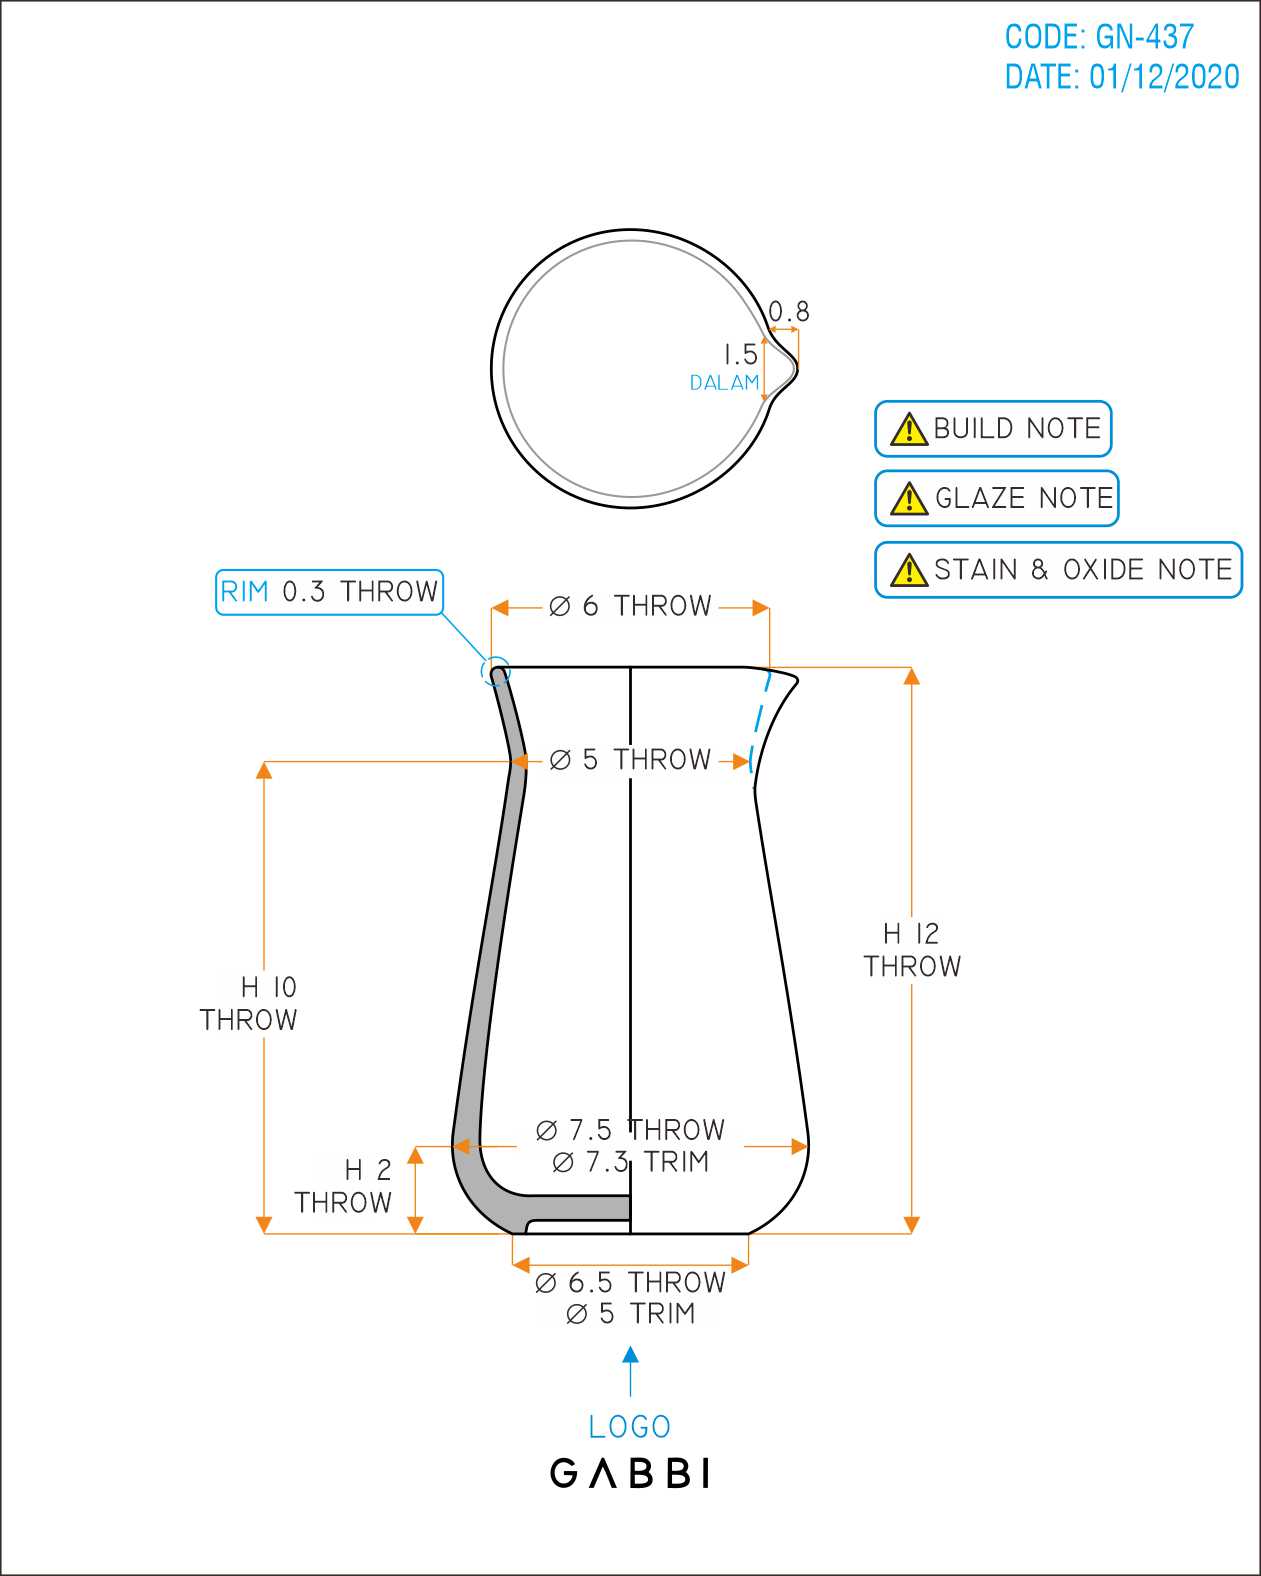 CODE: GN-437
DATE: 01/12/2020
0.8
1.5
DALAM
BUILD NOTE
GLAZE NOTE
STAIN & OXIDE NOTE
RIM 0.3 THROW
Ø 6 THROW
Ø 5 THROW
H 12
THROW
H 10
THROW
Ø 7.5 THROW
Ø 7.3 TRIM
H 2
THROW
Ø 6.5 THROW
Ø 5 TRIM
LOGO
GABBI